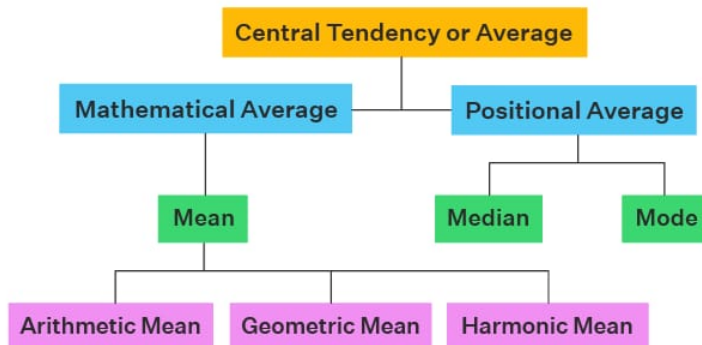 Central Tendency or Average
Mathematical Average
Positional Average
Mean
Median
Mode
Arithmetic Mean
Geometric Mean
Harmonic Mean